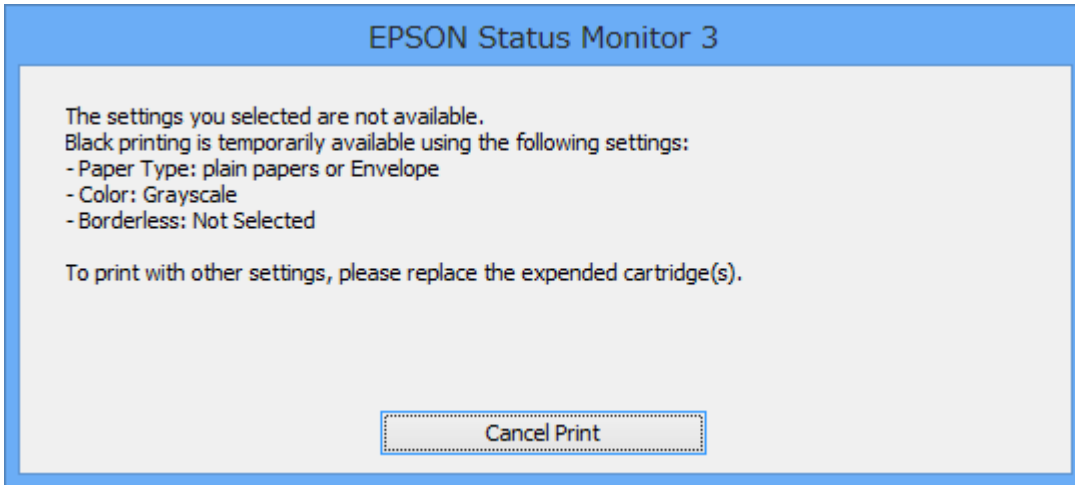 EPSON Status Monitor 3
The settings you selected are not available.
Black printing is temporarily available using the following settings:
- Paper Type: plain papers or Envelope
- Color: Grayscale
- Borderless: Not Selected
To print with other settings, please replace the expended cartridge(s).
Cancel Print